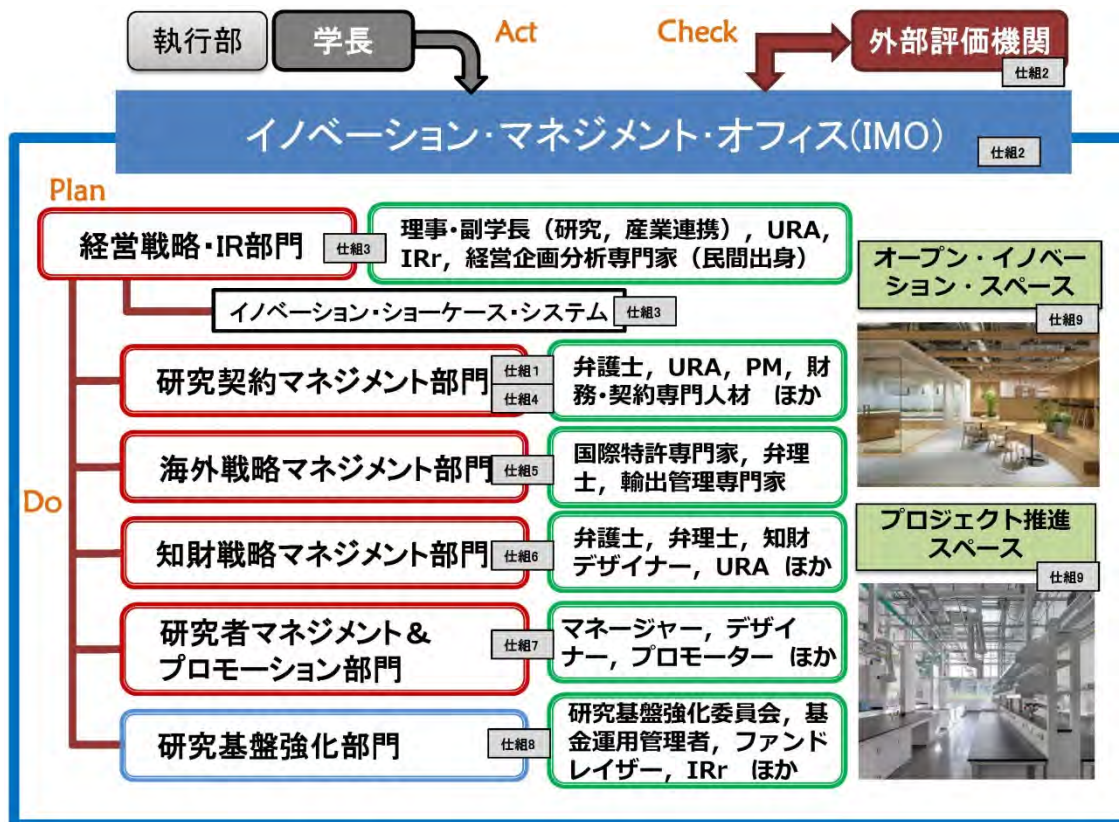 執行部
学長
Act
Check
外部評価機関
仕組2
イノベーション・マネジメント・オフィス(IMO)
仕組2
Plan
経営戦略・IR部門
仕組3
理事・副学長（研究，産業連携），URA，
IRr，経営企画分析専門家（民間出身）
イノベーション・ショーケース・システム
仕組3
オープン・イノベー
ション・スペース
仕組9
Do
研究契約マネジメント部門
仕組1
仕組4
弁護士，URA，PM，財
務・契約専門人材　ほか
海外戦略マネジメント部門
仕組5
国際特許専門家，弁理
士，輸出管理専門家
知財戦略マネジメント部門
仕組6
弁護士，弁理士，知財
デザイナー，URA ほか
プロジェクト推進
スペース
仕組9
研究者マネジメント＆
プロモーション部門
仕組7
マネージャー，デザイ
ナー，プロモーター ほか
研究基盤強化部門
仕組8
研究基盤強化委員会，基
金運用管理者，ファンド
レイザー，IRr　ほか